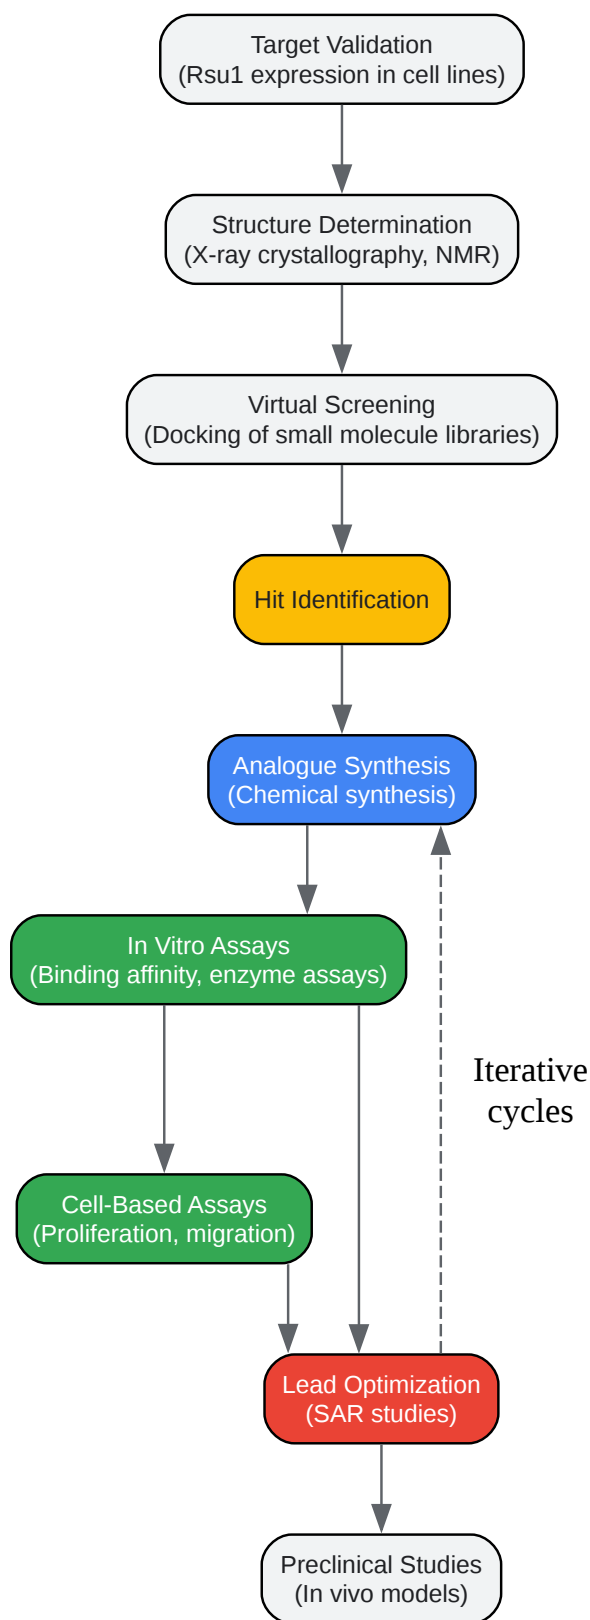 Target Validation
(Rsu1 expression in cell lines)
Structure Determination
(X-ray crystallography, NMR)
Virtual Screening
(Docking of small molecule libraries)
Hit Identification
Analogue Synthesis
(Chemical synthesis)
In Vitro Assays
(Binding affinity, enzyme assays)
Iterative
cycles
Cell-Based Assays
(Proliferation, migration)
Lead Optimization
(SAR studies)
Preclinical Studies
(In vivo models)